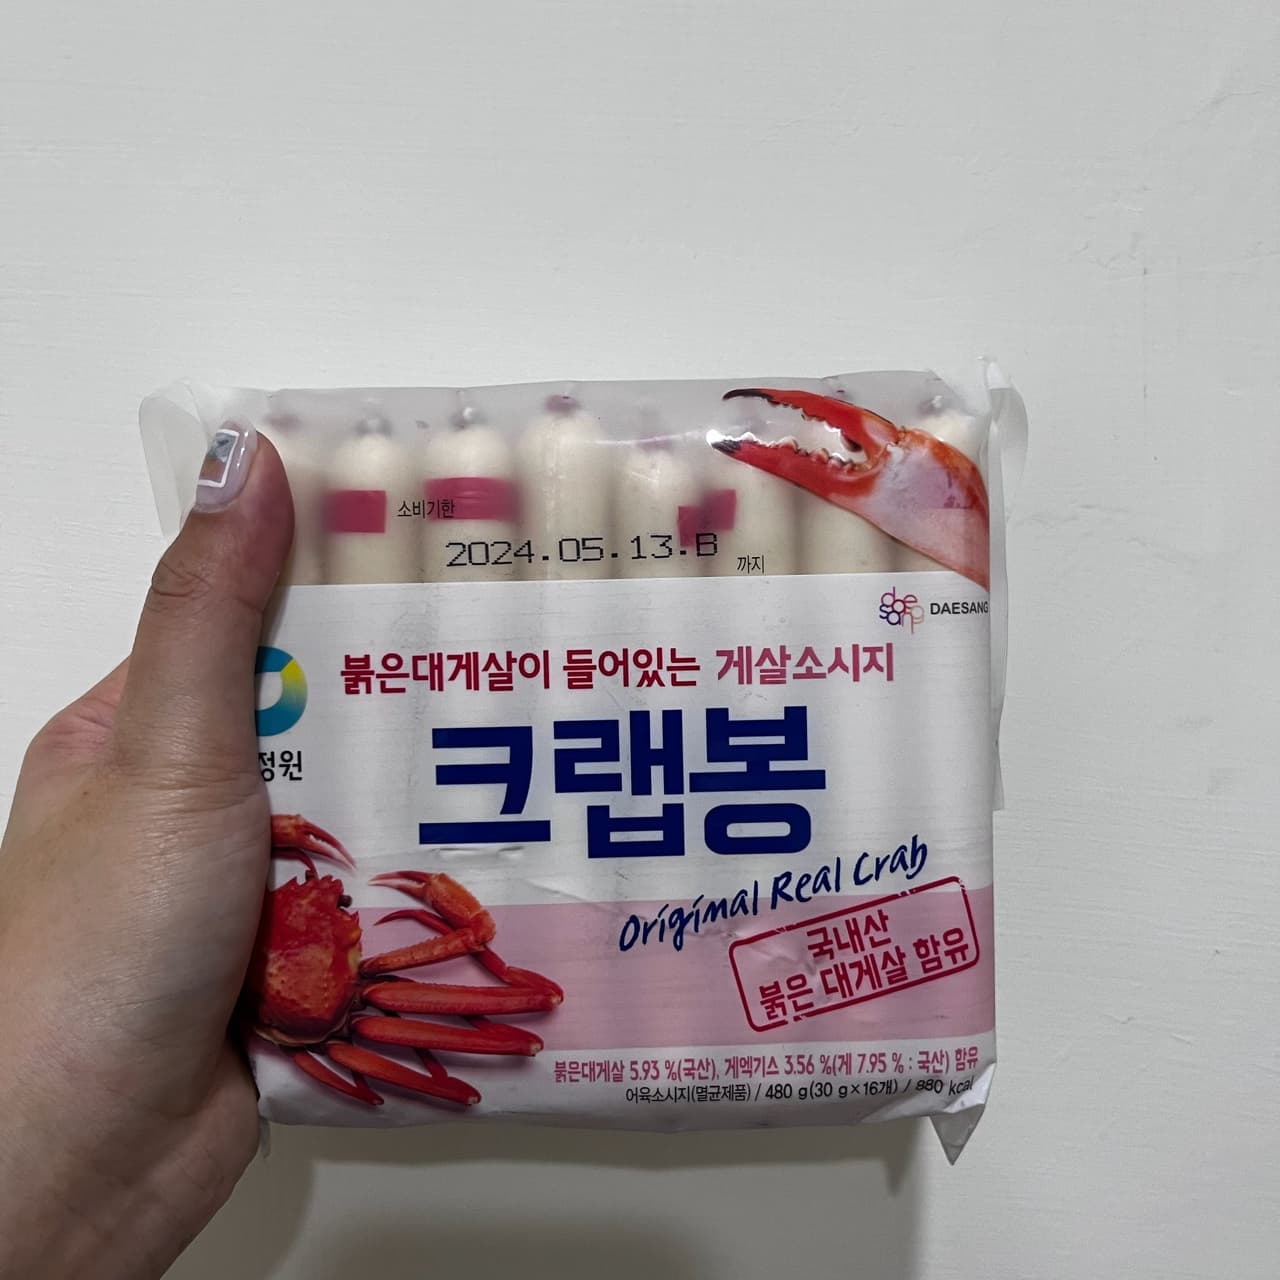 소비기한
2024.05.13.B
까지
DAESANG
붉은대게살이 들어있는 게살소시지
정원
크랩봉
Original Real Crab
국내산
붉은 대게살 함유
붉은대게살 5.93 %(국산), 게엑기스 3.56 %(게 7.95 % : 국산) 함유
어육소시지(멸균제품) / 480 g(30 g×16개) / 880 kcal